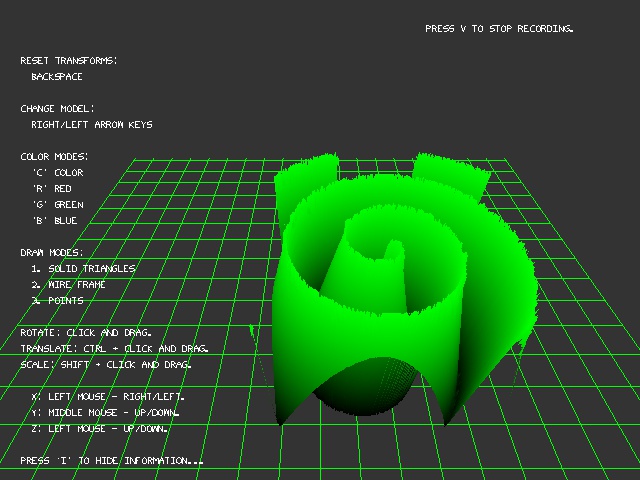 PRESS V TO STOP RECORDING.
RESET TRANSFORMS:
BACKSPACE
CHANGE MODEL:
RIGHT/LEFT ARROW KEYS
COLOR MODES:
'C' COLOR
'R' RED
'G' GREEN
'B' BLUE
DRAW MODES:
1. SOLID TRIANGLES
2. WIRE FRAME
3. POINTS
ROTATE: CLICK AND DRAG.
TRANSLATE: CTRL + CLICK AND DRAG.
SCALE: SHIFT + CLICK AND DRAG.
X: LEFT MOUSE - RIGHT/LEFT.
Y: MIDDLE MOUSE - UP/DOWN.
Z: LEFT MOUSE - UP/DOWN.
PRESS 'I' TO HIDE INFORMATION...